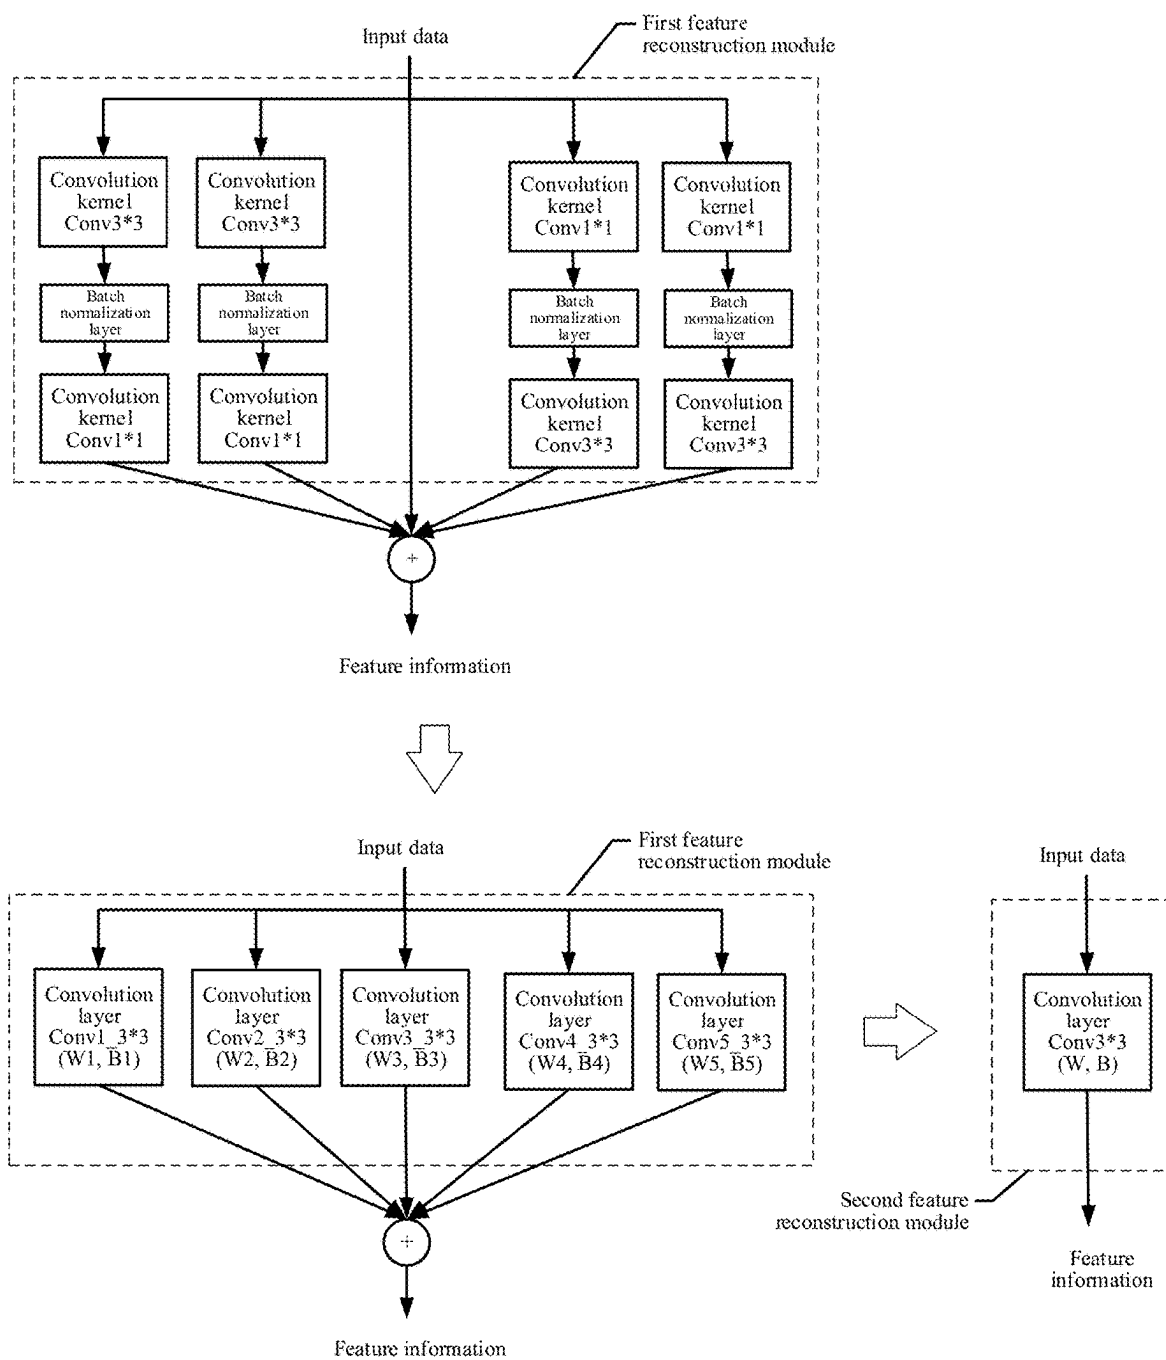 First feature
reconstruction module
Input data
Convolution
kernel
Conv3*3
Convolution
kernel
Conv3*3
Convolution
kernel
Conv1*1
Convolution
kernel
Conv1*1
Batch
normalization
layer
Batch
normalization
layer
Batch
normalization
layer
Batch
normalization
layer
Convolution
kernel
Conv1*1
Convolution
kernel
Conv1*1
Convolution
kernel
Conv3*3
Convolution
kernel
Conv3*3
+
Feature information
Input data
First feature
reconstruction module
Convolution
layer
Conv1_3*3
(W1, B1)
Convolution
layer
Conv2_3*3
(W2, B2)
Convolution
layer
Conv3_3*3
(W3, B3)
Convolution
layer
Conv4_3*3
(W4, B4)
Convolution
layer
Conv5_3*3
(W5, B5)
+
Feature information
Input data
Convolution
layer
Conv3*3
(W, B)
Second feature
reconstruction module
Feature
information